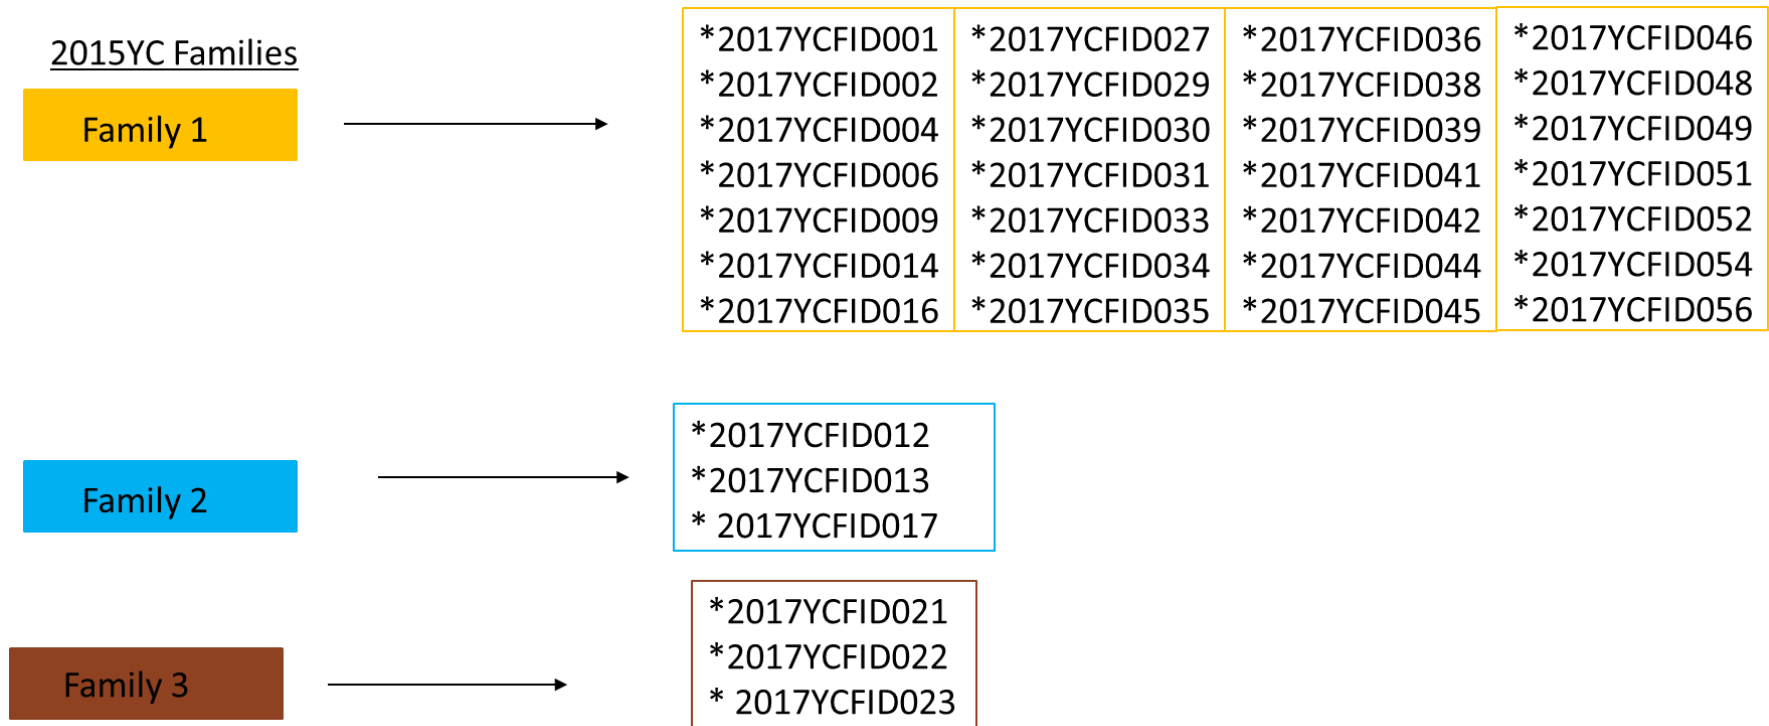 2015YC Families
Family 1
*2017YCFID001
*2017YCFID002
*2017YCFID004
*2017YCFID006
*2017YCFID009
*2017YCFID014
*2017YCFID016
*2017YCFID027
*2017YCFID029
*2017YCFID030
*2017YCFID031
*2017YCFID033
*2017YCFID034
*2017YCFID035
*2017YCFID036
*2017YCFID038
*2017YCFID039
*2017YCFID041
*2017YCFID042
*2017YCFID044
*2017YCFID045
*2017YCFID046
*2017YCFID048
*2017YCFID049
*2017YCFID051
*2017YCFID052
*2017YCFID054
*2017YCFID056
Family 2
*2017YCFID012
*2017YCFID013
* 2017YCFID017
Family 3
*2017YCFID021
*2017YCFID022
* 2017YCFID023